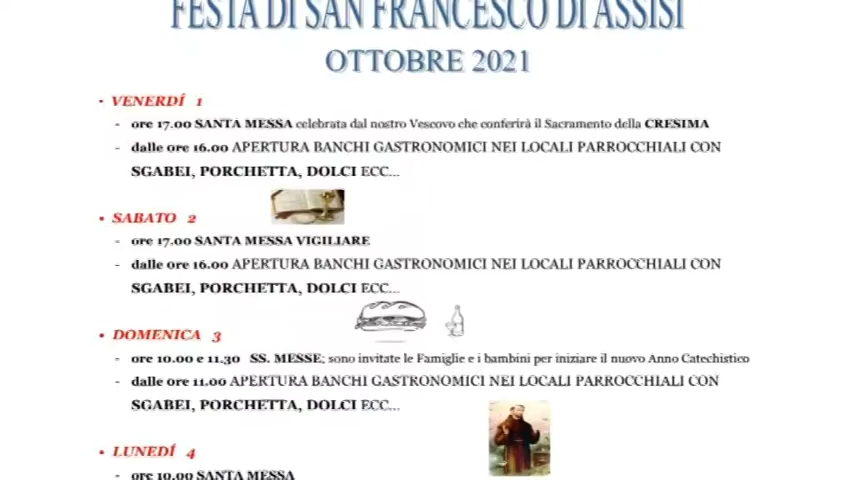 FESTA DI SAN FRANCESCO DI ASSISI
OTTOBRE 2021
• VENERDÍ 1
- ore 17.00 SANTA MESSA celebrata dal nostro Vescovo che conferirà il Sacramento della CRESIMA
- dalle ore 16.00 APERTURA BANCHI GASTRONOMICI NEI LOCALI PARROCCHIALI CON
SGABEI, PORCHETTA, DOLCI ECC...
• SABATO 2
- ore 17.00 SANTA MESSA VIGILIARE
- dalle ore 16.00 APERTURA BANCHI GASTRONOMICI NEI LOCALI PARROCCHIALI CON
SGABEI, PORCHETTA, DOLCI ECC...
• DOMENICA 3
- ore 10.00 e 11.30 SS. MESSE; sono invitate le Famiglie e i bambini per iniziare il nuovo Anno Catechistico
- dalle ore 11.00 APERTURA BANCHI GASTRONOMICI NEI LOCALI PARROCCHIALI CON
SGABEI, PORCHETTA, DOLCI ECC...
• LUNEDÍ 4
- ore 10.00 SANTA MESSA